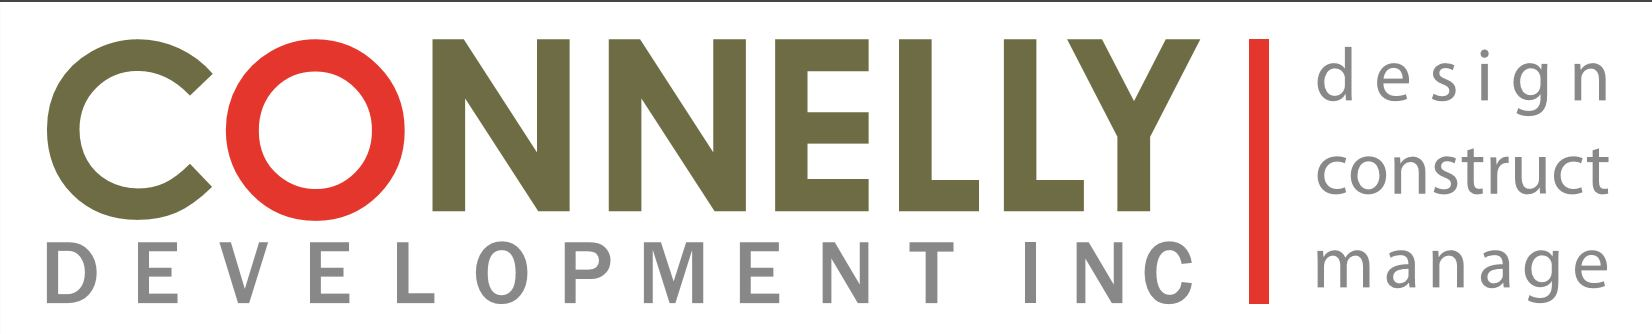 CONNELLY
DEVELOPMENT INC
design
construct
manage